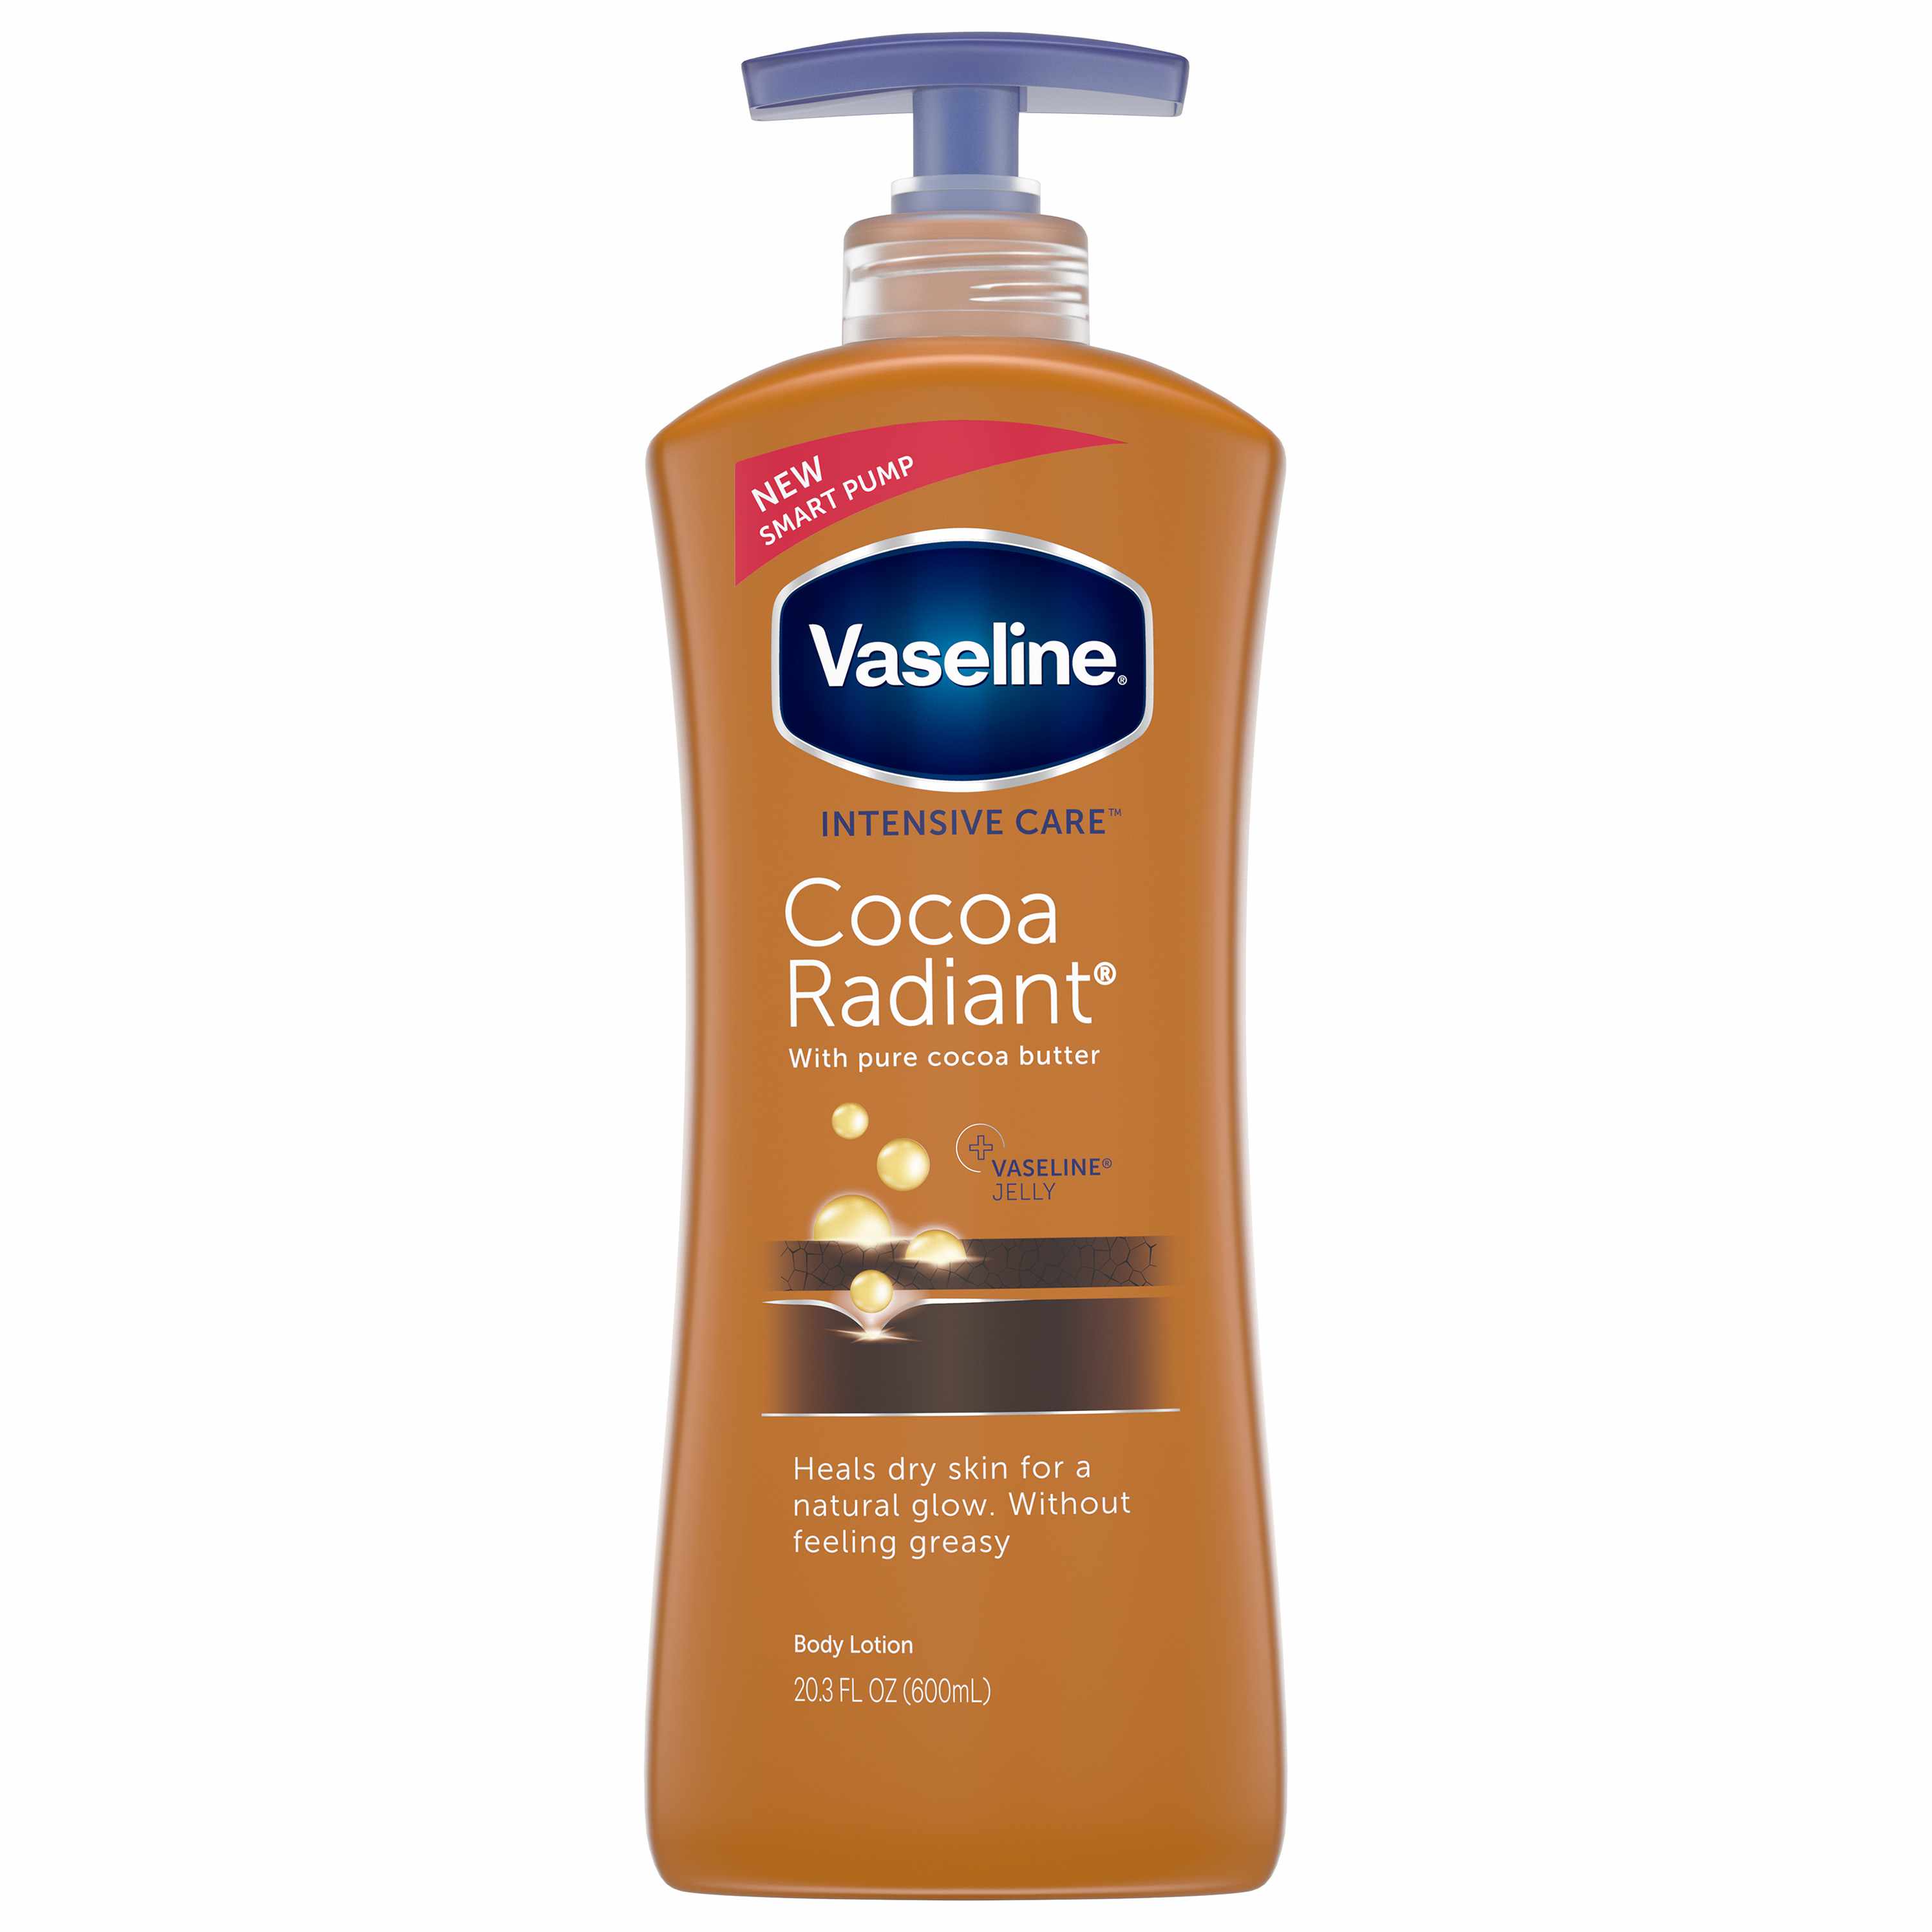 NEW
SMART PUMP
Vaseline®
INTENSIVE CARE™
Cocoa
Radiant®
With pure cocoa butter
VASELINE®
JELLY
Heals dry skin for a
natural glow. Without
feeling greasy
Body Lotion
20.3 FL OZ (600mL)